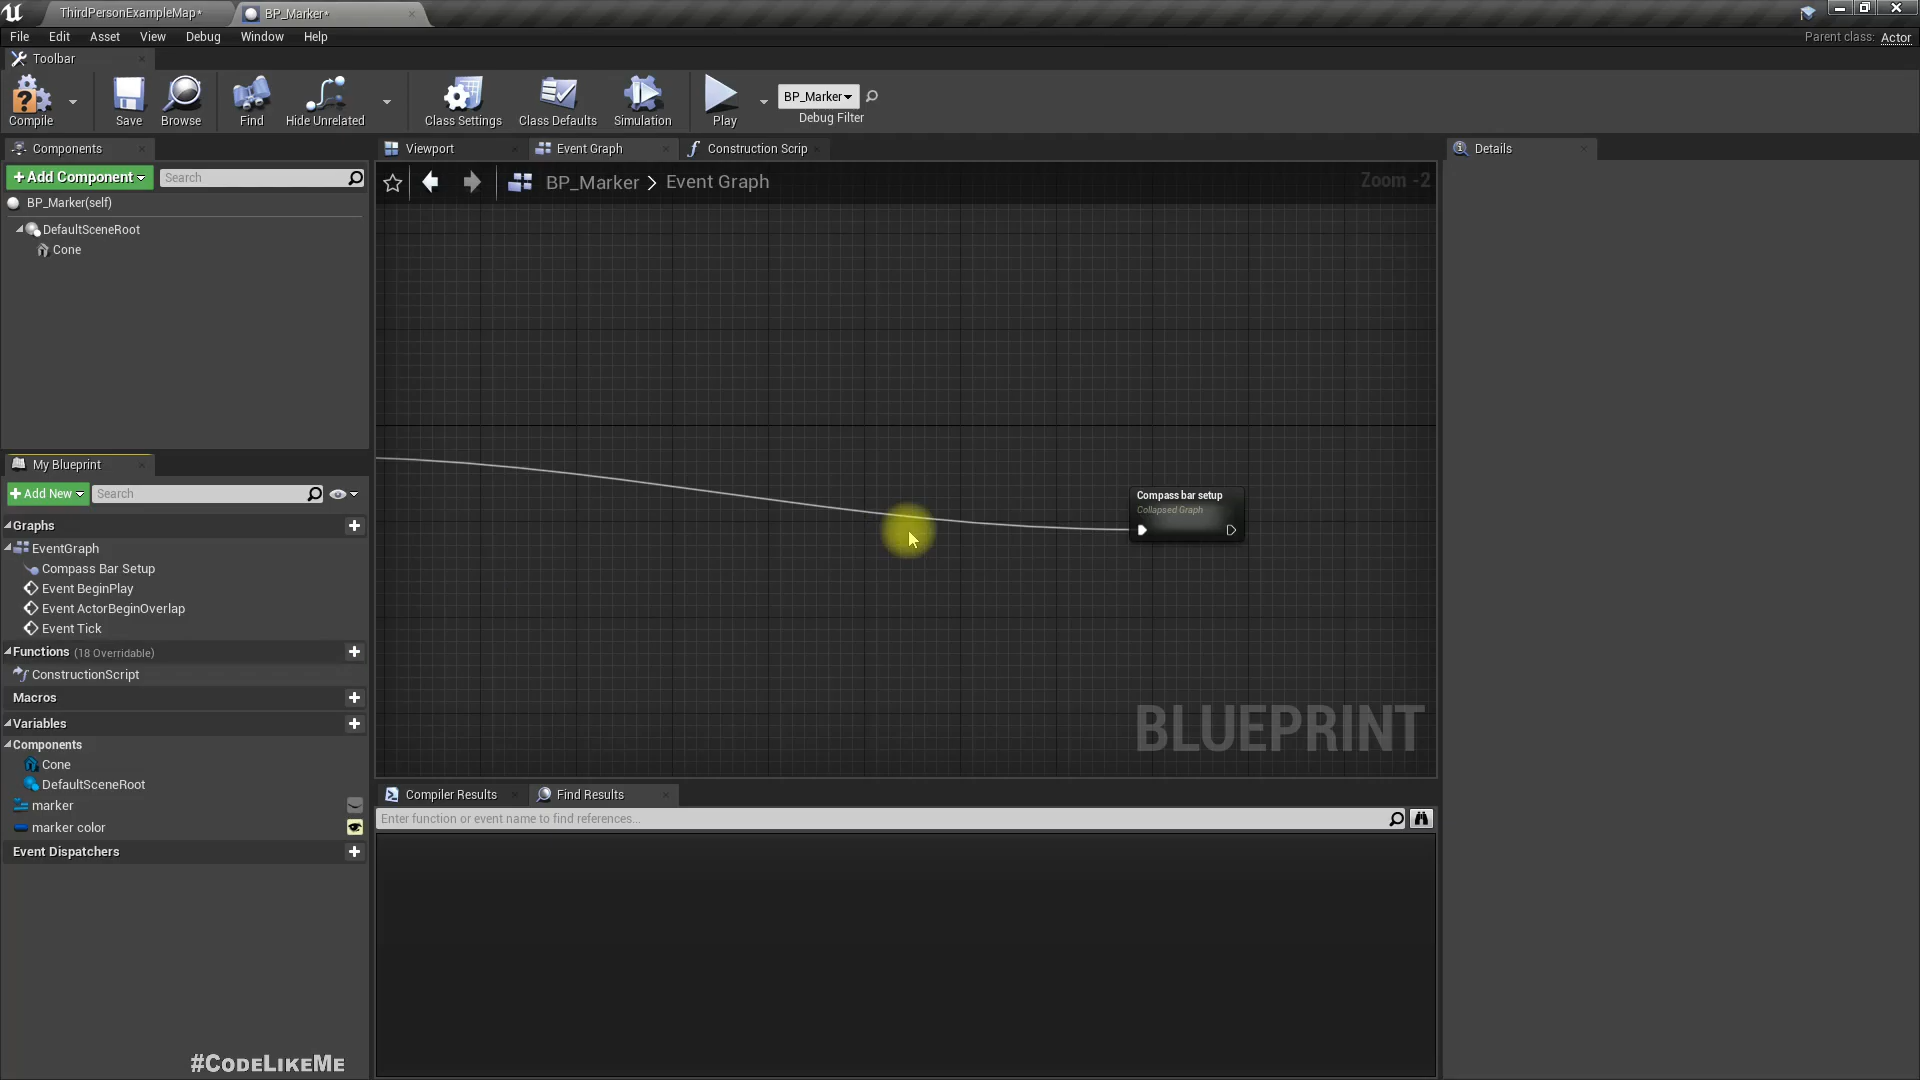 ThirdPersonExampleMap*
BP_Marker*
File Edit Asset View Debug Window Help
Parent class: Actor
Toolbar
Compile Save Browse Find Hide Unrelated Class Settings Class Defaults Simulation Play
BP_Marker
Debug Filter
Components
+Add Component
Search
BP_Marker(self)
DefaultSceneRoot
Cone
Viewport
Event Graph
Construction Scrip
BP_Marker > Event Graph
Zoom -2
Compass bar setup
Collapsed Graph
BLUEPRINT
Details
My Blueprint
+Add New
Search
Graphs
EventGraph
Compass Bar Setup
Event BeginPlay
Event ActorBeginOverlap
Event Tick
Functions (18 Overridable)
ConstructionScript
Macros
Variables
Components
Cone
DefaultSceneRoot
marker
marker color
Event Dispatchers
Compiler Results
Find Results
Enter function or event name to find references...
#CodeLikeMe